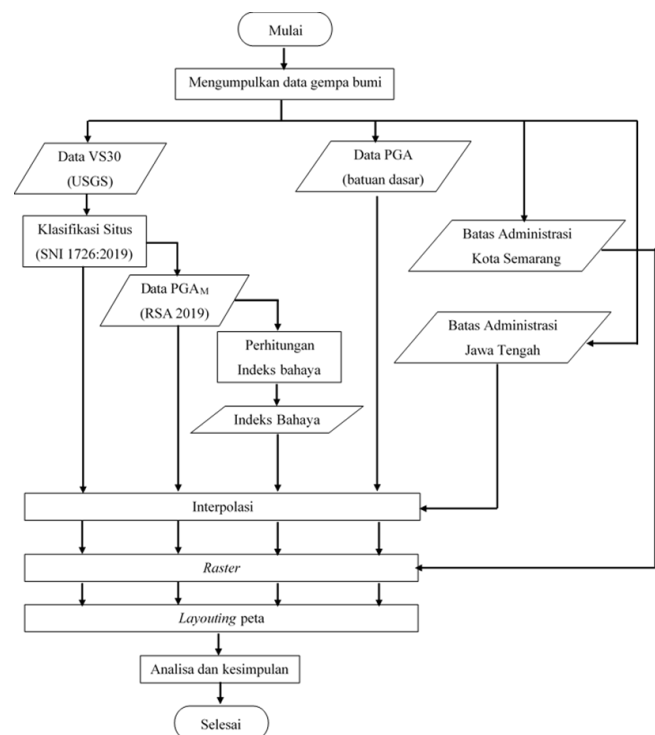 Mulai
Mengumpulkan data gempa bumi
Data VS30
(USGS)
Data PGA
(batuan dasar)
Klasifikasi Situs
(SNI 1726:2019)
Batas Administrasi
Kota Semarang
Data PGAM
(RSA 2019)
Batas Administrasi
Jawa Tengah
Perhitungan
Indeks bahaya
Indeks Bahaya
Interpolasi
Raster
Layouting peta
Analisa dan kesimpulan
Selesai